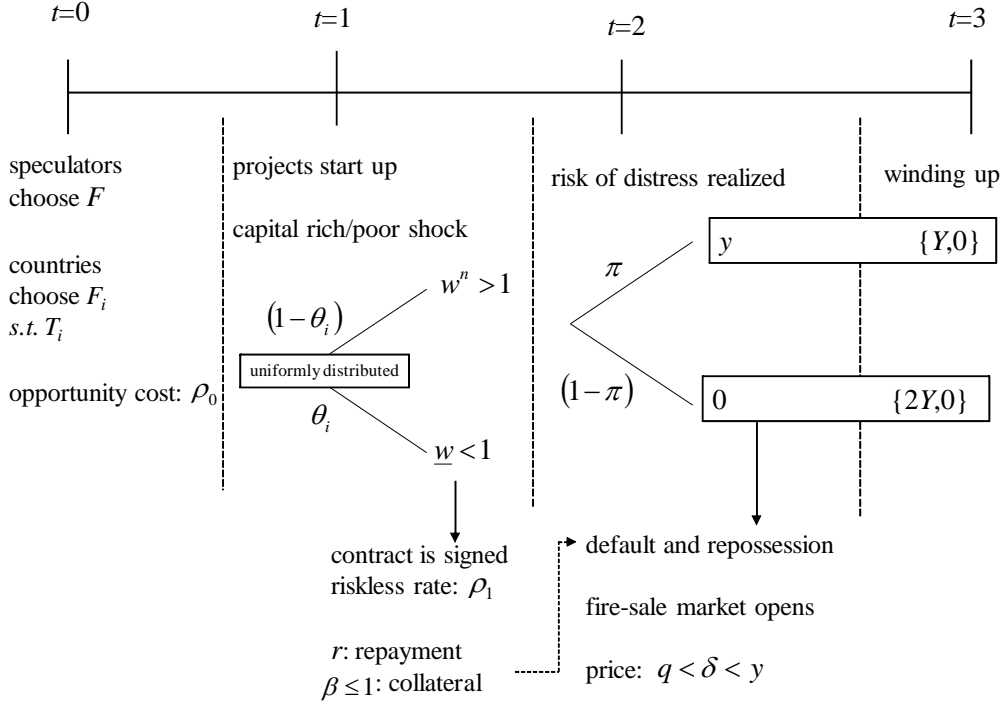 t=0
t=1
t=2
t=3
speculators
choose F
countries
choose F_i
s.t. T_i
opportunity cost: ρ_0
projects start up
capital rich/poor shock
w^n > 1
(1 − θ_i)
uniformly distributed
θ_i
w < 1
contract is signed
riskless rate: ρ_1
r: repayment
β ≤ 1: collateral
risk of distress realized
π
(1 − π)
y {Y,0}
0 {2Y,0}
default and repossession
fire-sale market opens
price: q < δ < y
winding up